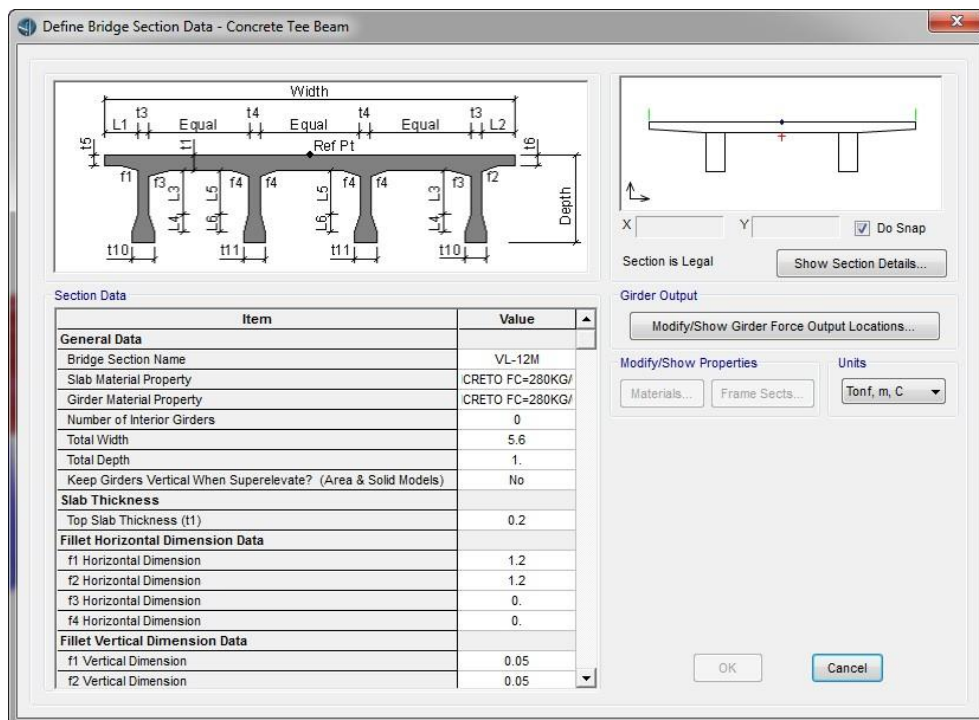 Define Bridge Section Data - Concrete Tee Beam
Width
t3 t4 t4 t3
L1 Equal Equal Equal L2
t5 t1 Ref Pt t6
f1 f3 L3 L5 f4 f4 L5 f4 f4 L3 f3 f2
L4 L6 L6 L4 Depth
t10 t11 t11 t10
X Y Do Snap
Section is Legal Show Section Details...
Section Data
Item Value
General Data
Bridge Section Name VL-12M
Slab Material Property CRETO FC=280KG/
Girder Material Property CRETO FC=280KG/
Number of Interior Girders 0
Total Width 5.6
Total Depth 1.
Keep Girders Vertical When Superelevate? (Area & Solid Models) No
Slab Thickness
Top Slab Thickness (t1) 0.2
Fillet Horizontal Dimension Data
f1 Horizontal Dimension 1.2
f2 Horizontal Dimension 1.2
f3 Horizontal Dimension 0.
f4 Horizontal Dimension 0.
Fillet Vertical Dimension Data
f1 Vertical Dimension 0.05
f2 Vertical Dimension 0.05
Girder Output
Modify/Show Girder Force Output Locations...
Modify/Show Properties
Materials... Frame Sects...
Units
Tonf, m, C
OK Cancel